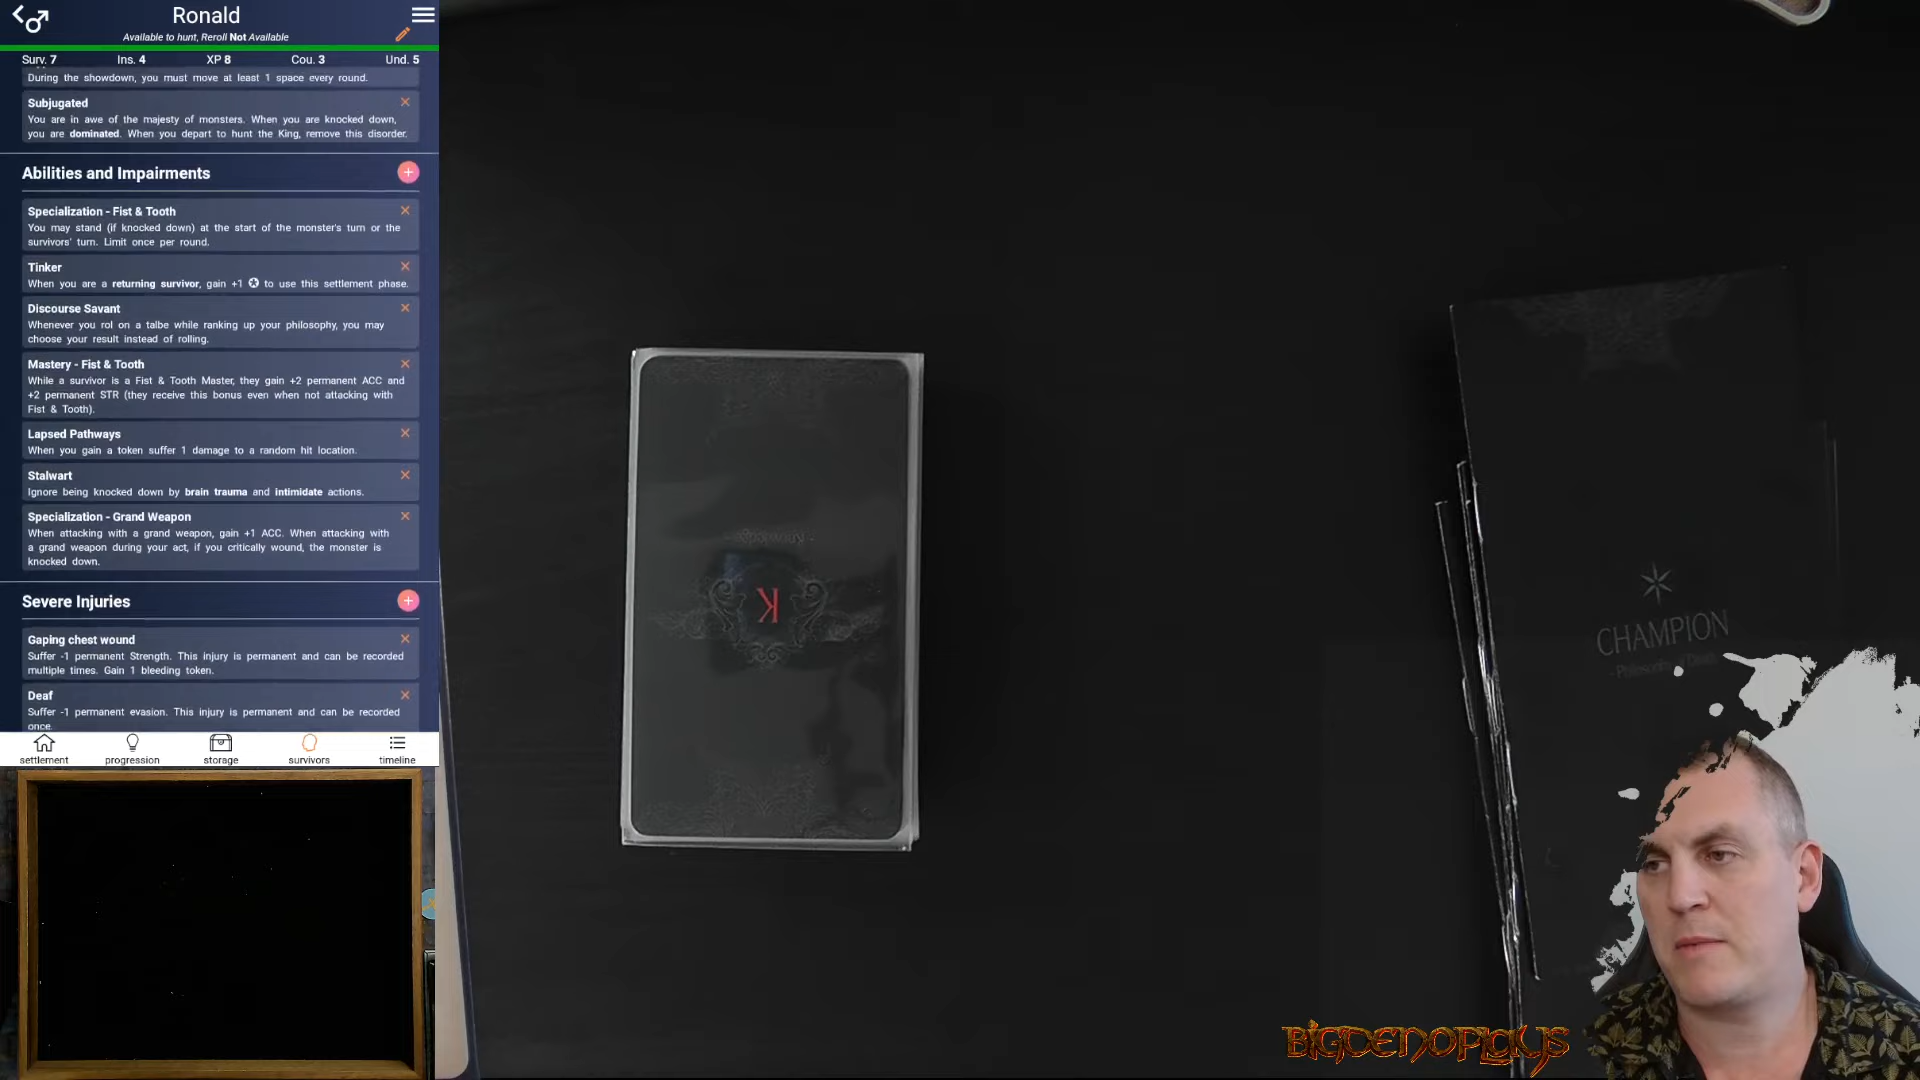 Ronald
Available to hunt, Reroll Not Available
Surv. 7 Ins. 4 XP 8 Cou. 3 Und. 5
During the showdown, you must move at least 1 space every round.
Subjugated
You are in awe of the majesty of monsters. When you are knocked down,
you are dominated. When you depart to hunt the King, remove this disorder.
Abilities and Impairments
Specialization - Fist & Tooth
You may stand (if knocked down) at the start of the monster's turn or the
survivors' turn. Limit once per round.
Tinker
When you are a returning survivor, gain +1 to use this settlement phase.
Discourse Savant
Whenever you rol on a talbe while ranking up your philosophy, you may
choose your result instead of rolling.
Mastery - Fist & Tooth
While a survivor is a Fist & Tooth Master, they gain +2 permanent ACC and
+2 permanent STR (they receive this bonus even when not attacking with
Fist & Tooth).
Lapsed Pathways
When you gain a token suffer 1 damage to a random hit location.
Stalwart
Ignore being knocked down by brain trauma and intimidate actions.
Specialization - Grand Weapon
When attacking with a grand weapon, gain +1 ACC. When attacking with
a grand weapon during your act, if you critically wound, the monster is
knocked down.
Severe Injuries
Gaping chest wound
Suffer -1 permanent Strength. This injury is permanent and can be recorded
multiple times. Gain 1 bleeding token.
Deaf
Suffer -1 permanent evasion. This injury is permanent and can be recorded
once.
settlement progression storage survivors timeline
K
CHAMPION
BIGDENOPLAYS